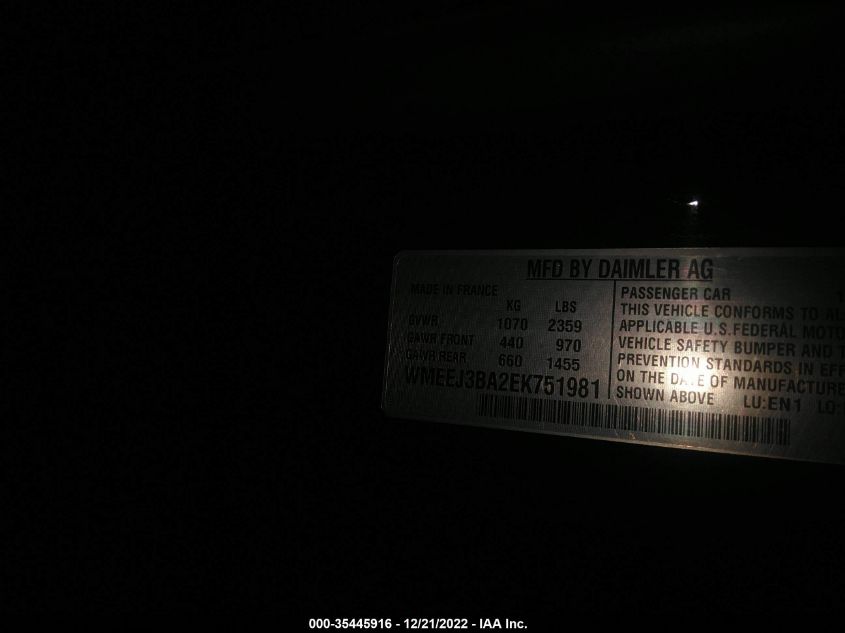 MFD BY DAIMLER AG
MADE IN FRANCE
KG LBS
GVWR 1070 2359
GAWR FRONT 440 970
GAWR REAR 660 1455
WMEEJ3BA2EK751981
PASSENGER CAR
THIS VEHICLE CONFORMS TO
APPLICABLE U.S. FEDERAL
VEHICLE SAFETY BUMPER AND
PREVENTION STANDARDS IN
ON THE DATE OF MANUFACTURE
SHOWN ABOVE LU:EN1
000-35445916 - 12/21/2022 - IAA Inc.